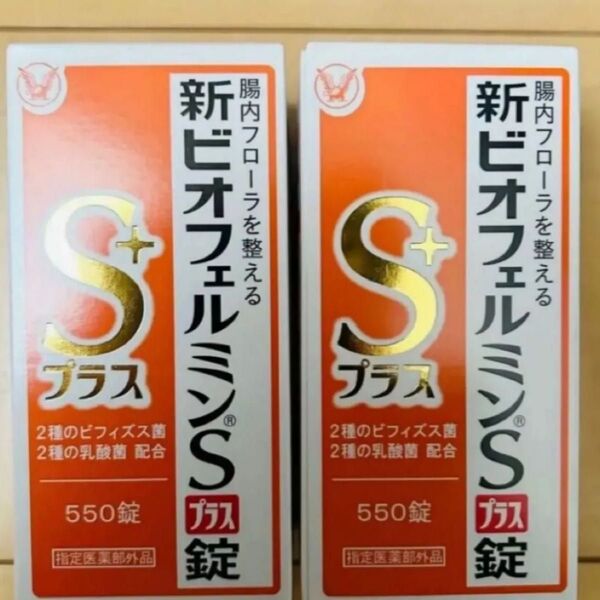 腸内フローラを整える
新ビオフェルミン®Sプラス錠
S+
プラス
2種のビフィズス菌
2種の乳酸菌 配合
550錠
指定医薬部外品
腸内フローラを整える
新ビオフェルミン®Sプラス錠
S+
プラス
2種のビフィズス菌
2種の乳酸菌 配合
550錠
指定医薬部外品